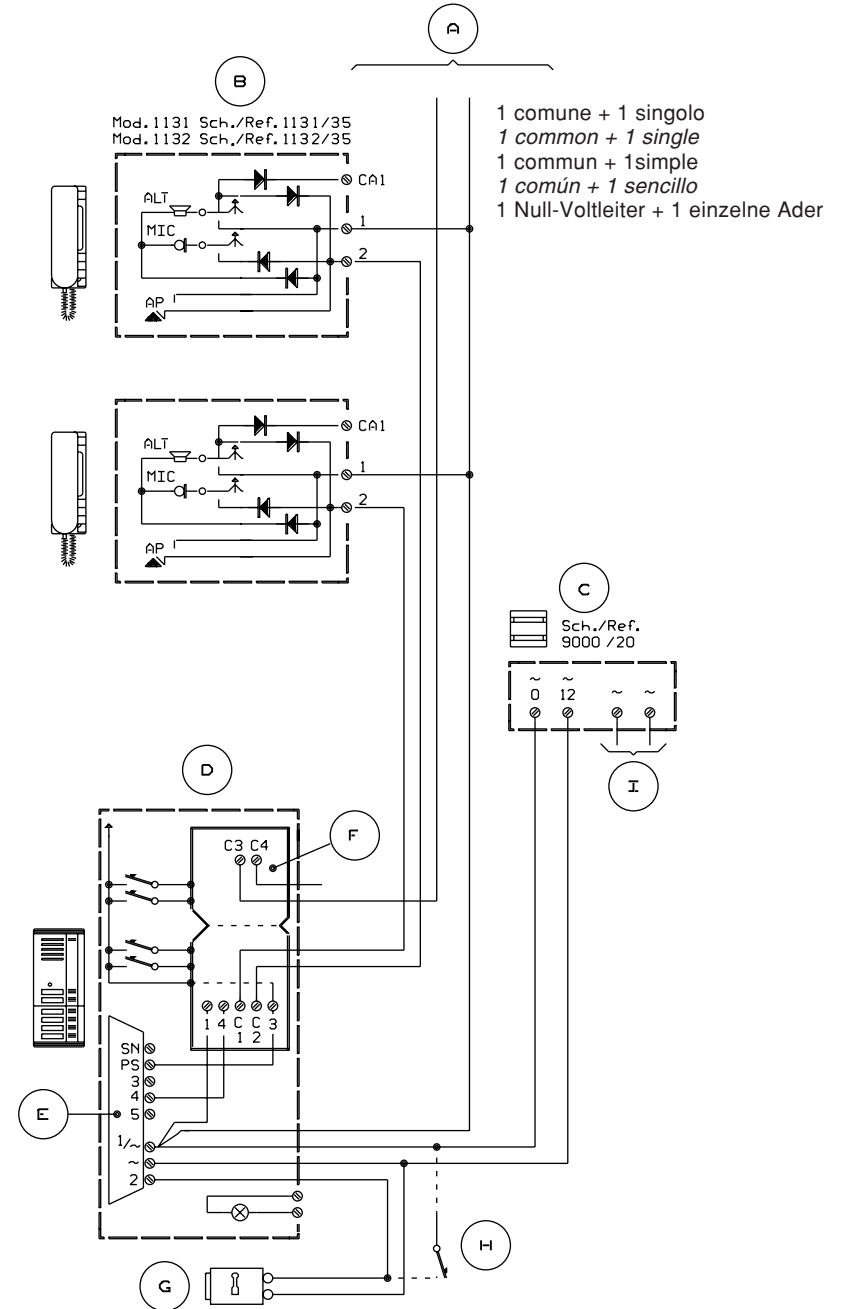 A
B
Mod.1131 Sch./Ref.1131/35
Mod.1132 Sch./Ref.1132/35
1 comune + 1 singolo
1 common + 1 single
1 commun + 1simple
1 común + 1 sencillo
1 Null-Voltleiter + 1 einzelne Ader
CA1
ALT
1
MIC
2
AP
CA1
ALT
1
MIC
2
AP
C
Sch./Ref.
9000 /20
~ ~ ~ ~
0 12
I
D
F
C3 C4
1 4 C C 3
1 2
SN
PS
3
4
5
E
1/~
~
2
H
G